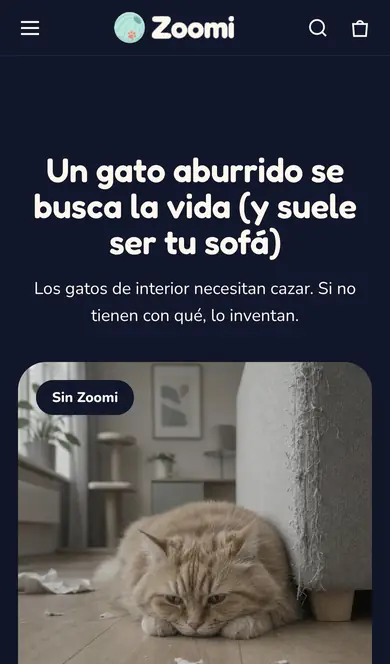 Zoomi
Un gato aburrido se
busca la vida (y suele
ser tu sofá)
Los gatos de interior necesitan cazar. Si no
tienen con qué, lo inventan.
Sin Zoomi